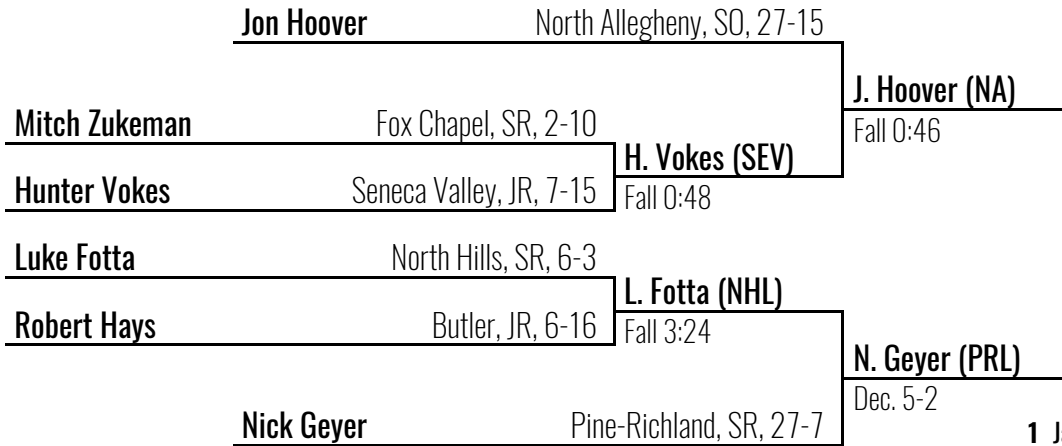 Jon Hoover North Allegheny, SO, 27-15
J. Hoover (NA)
Fall 0:46
Mitch Zukeman Fox Chapel, SR, 2-10
H. Vokes (SEV)
Fall 0:48
Hunter Vokes Seneca Valley, JR, 7-15
Luke Fotta North Hills, SR, 6-3
L. Fotta (NHL)
Fall 3:24
Robert Hays Butler, JR, 6-16
N. Geyer (PRL)
Dec. 5-2
Nick Geyer Pine-Richland, SR, 27-7
1 J